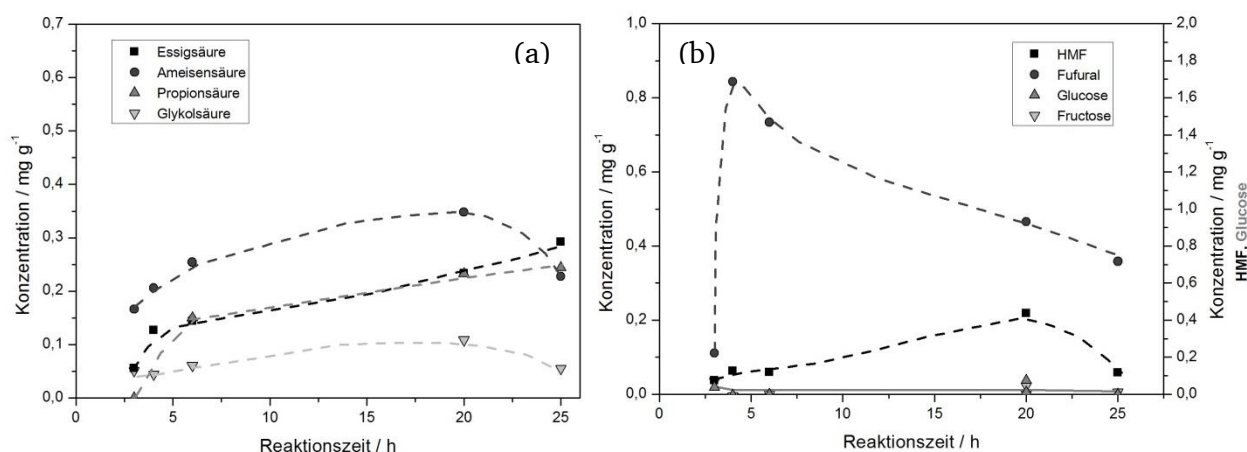 (a)
Konzentration / mg g⁻¹
0,7
0,6
0,5
0,4
0,3
0,2
0,1
0,0
Essigsäure
Ameisensäure
Propionsäure
Glykolsäure
0 5 10 15 20 25
Reaktionszeit / h
(b)
Konzentration / mg g⁻¹
1,0
0,8
0,6
0,4
0,2
0,0
HMF
Fufural
Glucose
Fructose
0 5 10 15 20 25
Reaktionszeit / h
2,0
1,8
1,6
1,4
1,2
1,0
0,8
0,6
0,4
0,2
0,0
Konzentration / mg g⁻¹
HMF, Glucose